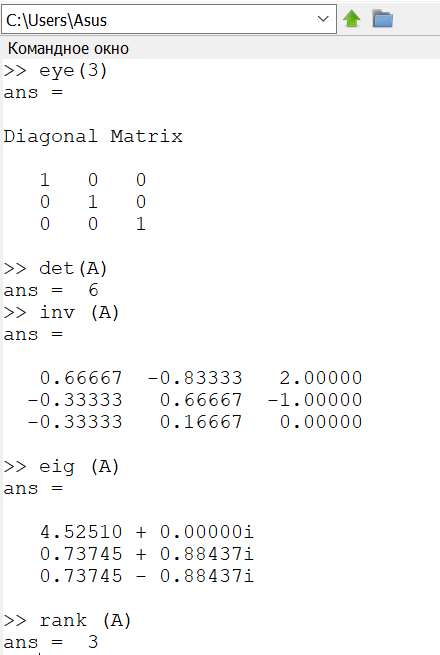 C:\Users\Asus
Командное окно
>> eye(3)
ans =
Diagonal Matrix
1 0 0
0 1 0
0 0 1
>> det(A)
ans = 6
>> inv (A)
ans =
0.66667 -0.83333 2.00000
-0.33333 0.66667 -1.00000
-0.33333 0.16667 0.00000
>> eig (A)
ans =
4.52510 + 0.00000i
0.73745 + 0.88437i
0.73745 - 0.88437i
>> rank (A)
ans = 3